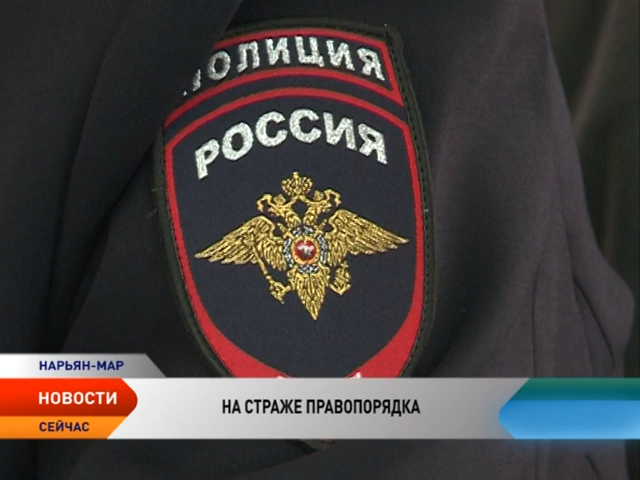 ПОЛИЦИЯ
РОССИЯ
НАРЬЯН-МАР
НОВОСТИ
СЕЙЧАС
НА СТРАЖЕ ПРАВОПОРЯДКА